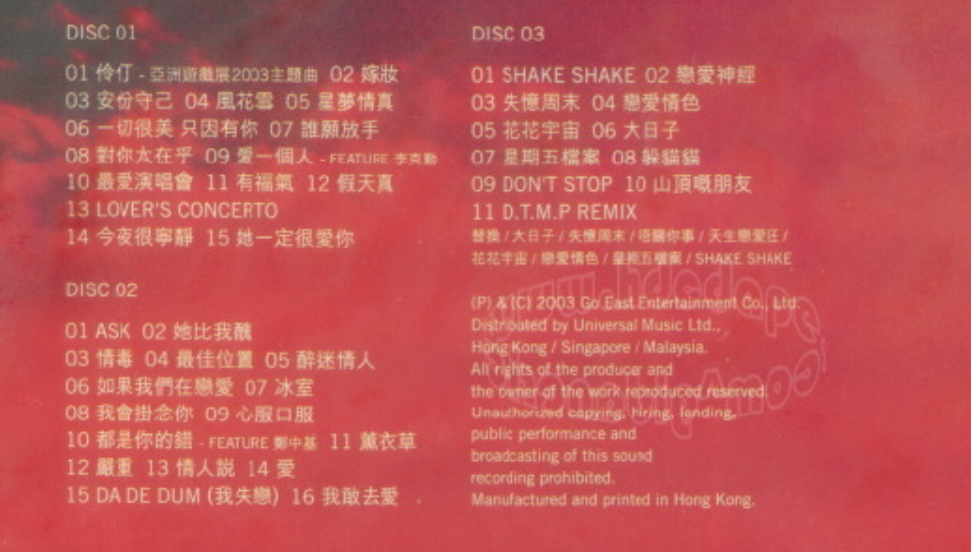 DISC 01
01 伶仃 - 亞洲遊戲展2003主題曲 02 嫁妝
03 安份守己 04 風花雪 05 星夢情真
06 一切很美 只因有你 07 誰願放手
08 對你太在乎 09 愛一個人 - FEATURE 李克勤
10 最愛演唱會 11 有福氣 12 假天真
13 LOVER'S CONCERTO
14 今夜很寧靜 15 她一定很愛你
DISC 02
01 ASK 02 她比我醜
03 情毒 04 最佳位置 05 醉迷情人
06 如果我們在戀愛 07 冰室
08 我會掛念你 09 心服口服
10 都是你的錯 - FEATURE 鄭中基 11 薰衣草
12 嚴重 13 情人説 14 愛
15 DA DE DUM (我失戀) 16 我敢去愛
DISC 03
01 SHAKE SHAKE 02 戀愛神經
03 失憶周末 04 戀愛情色
05 花花宇宙 06 大日子
07 星期五檔案 08 躲貓貓
09 DON'T STOP 10 山頂嘅朋友
11 D.T.M.P REMIX
替換 / 大日子 / 失憶周末 / 唔關你事 / 天生戀愛狂 /
花花宇宙 / 戀愛情色 / 星期五檔案 / SHAKE SHAKE
(P) & (C) 2003 Go East Entertainment Co., Ltd.
Distributed by Universal Music Ltd.,
Hong Kong / Singapore / Malaysia.
All rights of the producer and
the owner of the work reproduced reserved.
Unauthorized copying, hiring, lending,
public performance and
broadcasting of this sound
recording prohibited.
Manufactured and printed in Hong Kong.